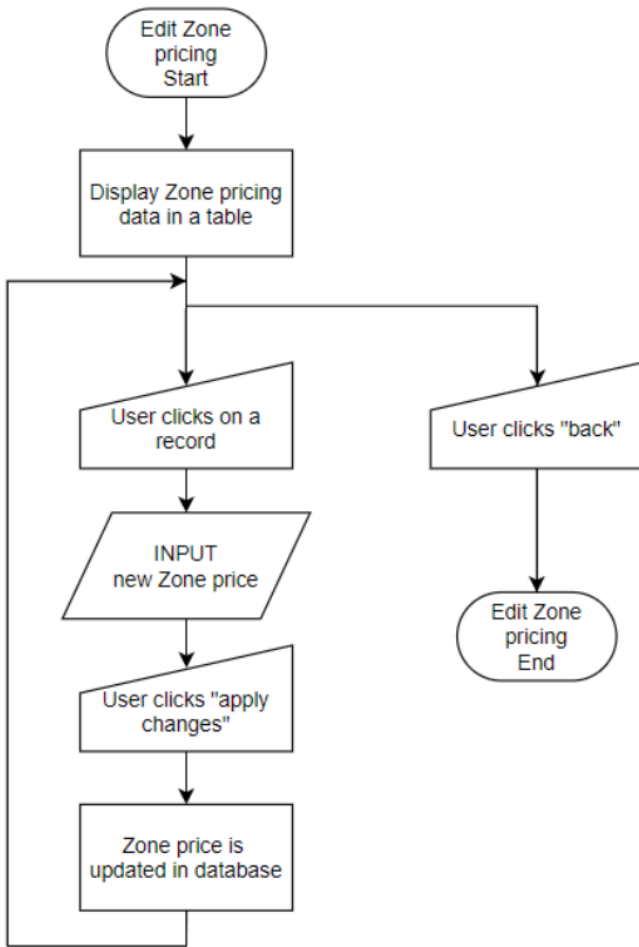 Edit Zone
pricing
Start
Display Zone pricing
data in a table
User clicks on a
record
User clicks "back"
INPUT
new Zone price
Edit Zone
pricing
End
User clicks "apply
changes"
Zone price is
updated in database